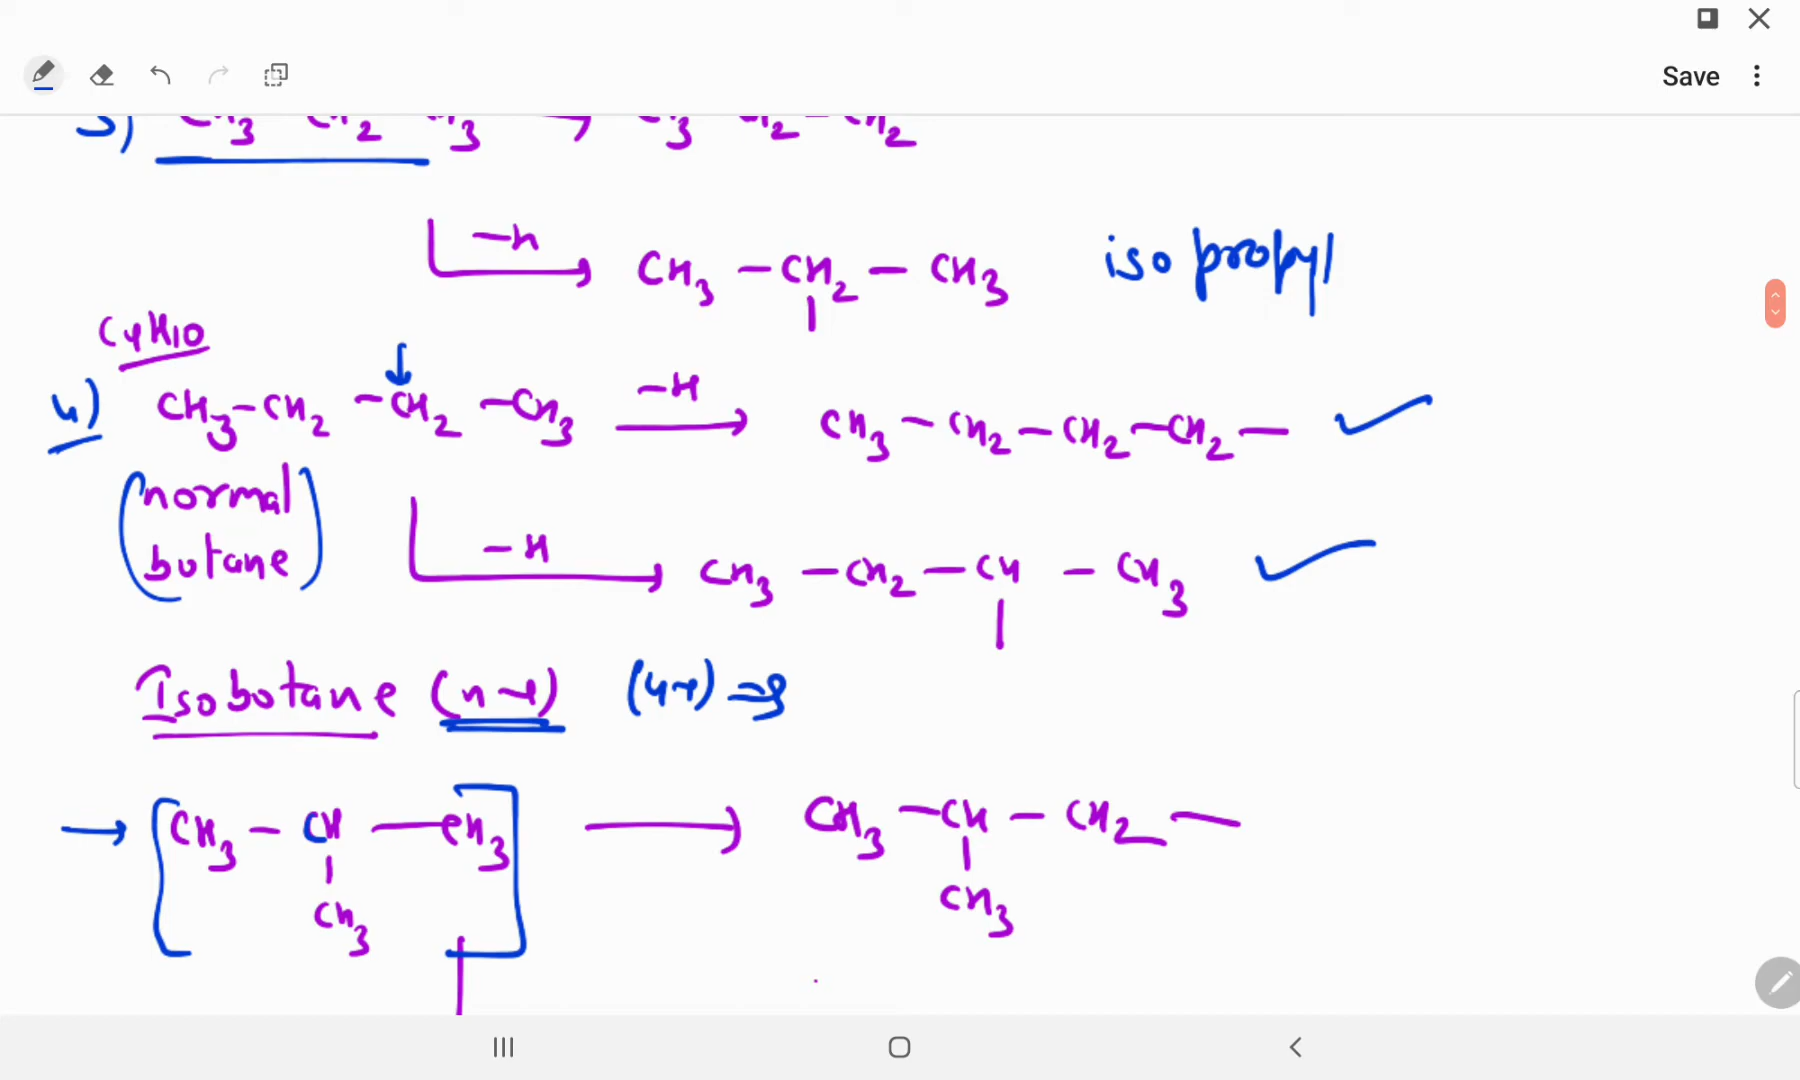 Save
3) CH3 CH2 CH3 → CH3 CH2 - CH2
-H → CH3 - CH2 - CH3 isopropyl
C4H10
4) CH3 - CH2 - CH2 - CH3 -H → CH3 - CH2 - CH2 - CH2 - ✓
(normal butane) -H → CH3 - CH2 - CH - CH3 ✓
Isobutane (n-1) (4-1) ⇒ 3
→ [CH3 - CH - CH3] → CH3 - CH - CH2 -
CH3 CH3